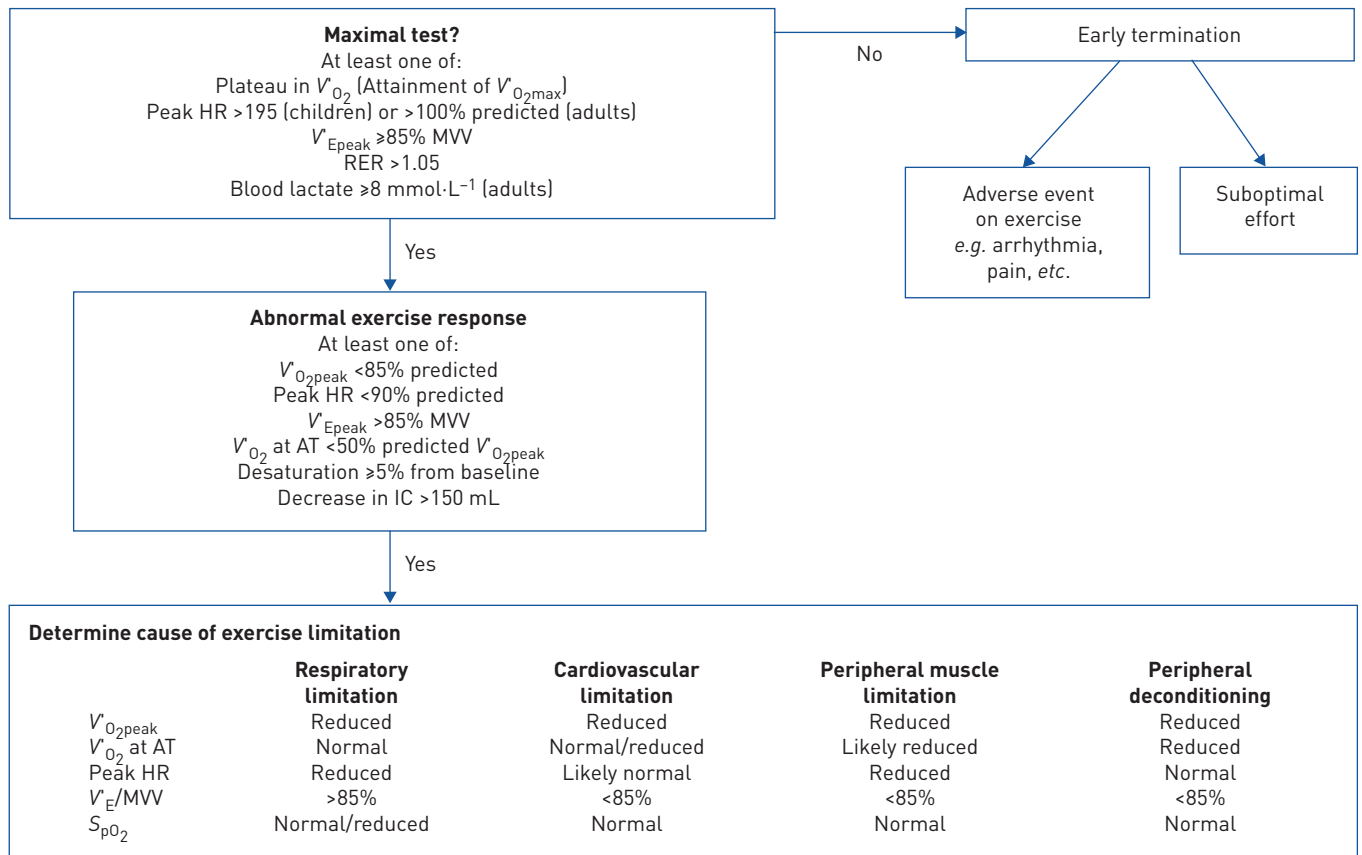 Maximal test?
At least one of:
Plateau in V′O2 (Attainment of V′O2max)
Peak HR >195 (children) or >100% predicted (adults)
V′Epeak ⩾85% MVV
RER >1.05
Blood lactate ⩾8 mmol·L–1 (adults)
No
Early termination
Adverse event
on exercise
e.g. arrhythmia,
pain, etc.
Suboptimal
effort
Yes
Abnormal exercise response
At least one of:
V′O2peak <85% predicted
Peak HR <90% predicted
V′Epeak >85% MVV
V′O2 at AT <50% predicted V′O2peak
Desaturation ⩾5% from baseline
Decrease in IC >150 mL
Yes
Determine cause of exercise limitation
Respiratory limitation Cardiovascular limitation Peripheral muscle limitation Peripheral deconditioning
V′O2peak Reduced Reduced Reduced Reduced
V′O2 at AT Normal Normal/reduced Likely reduced Reduced
Peak HR Reduced Likely normal Reduced Normal
V′E/MVV >85% <85% <85% <85%
SpO2 Normal/reduced Normal Normal Normal